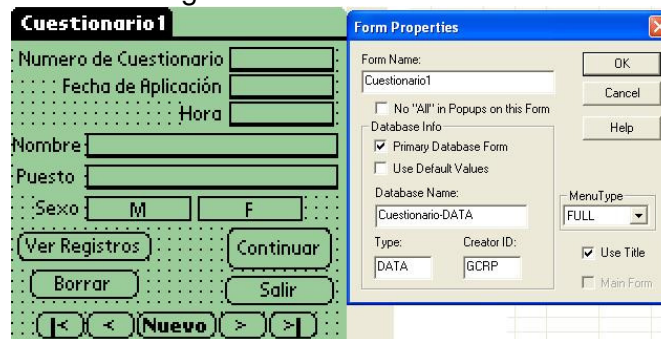 Cuestionario1
Numero de Cuestionario
Fecha de Aplicación
Hora
Nombre
Puesto
Sexo M F
Ver Registros Continuar
Borrar Salir
|< < Nuevo > >|
Form Properties
Form Name:
Cuestionario1
No "All" in Popups on this Form
Database Info
Primary Database Form
Use Default Values
Database Name:
Cuestionario-DATA
Type: Creator ID:
DATA GCRP
OK
Cancel
Help
MenuType
FULL
Use Title
Main Form